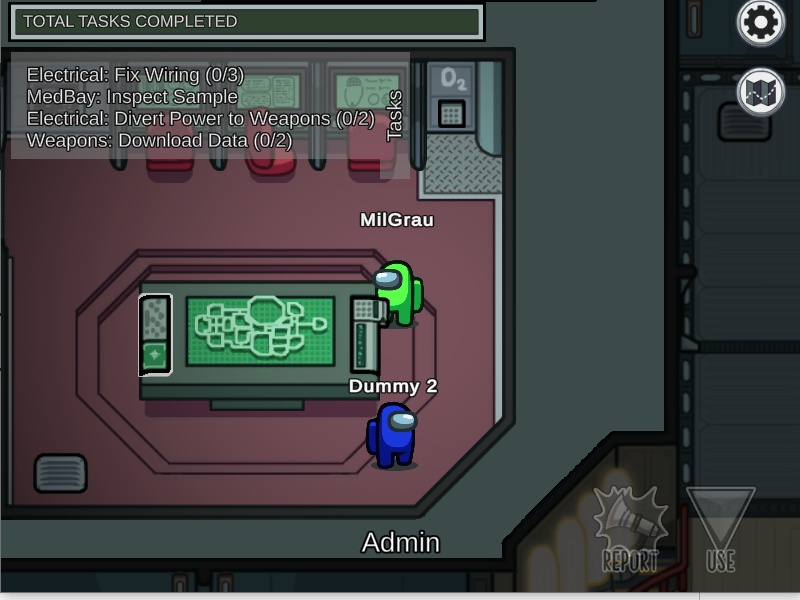 TOTAL TASKS COMPLETED
Electrical: Fix Wiring (0/3)
MedBay: Inspect Sample
Electrical: Divert Power to Weapons (0/2)
Weapons: Download Data (0/2)
Tasks
O2
MilGrau
Dummy 2
Admin
REPORT
USE